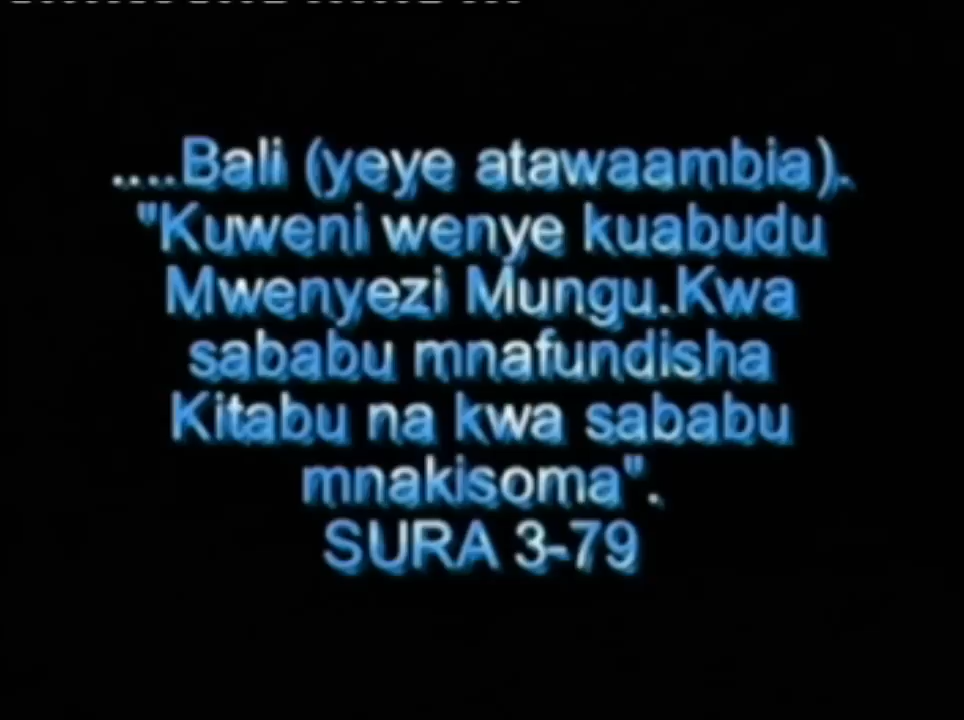 ....Bali (yeye atawaambia).
"Kuweni wenye kuabudu
Mwenyezi Mungu.Kwa
sababu mnafundisha
Kitabu na kwa sababu
mnakisoma".
SURA 3-79